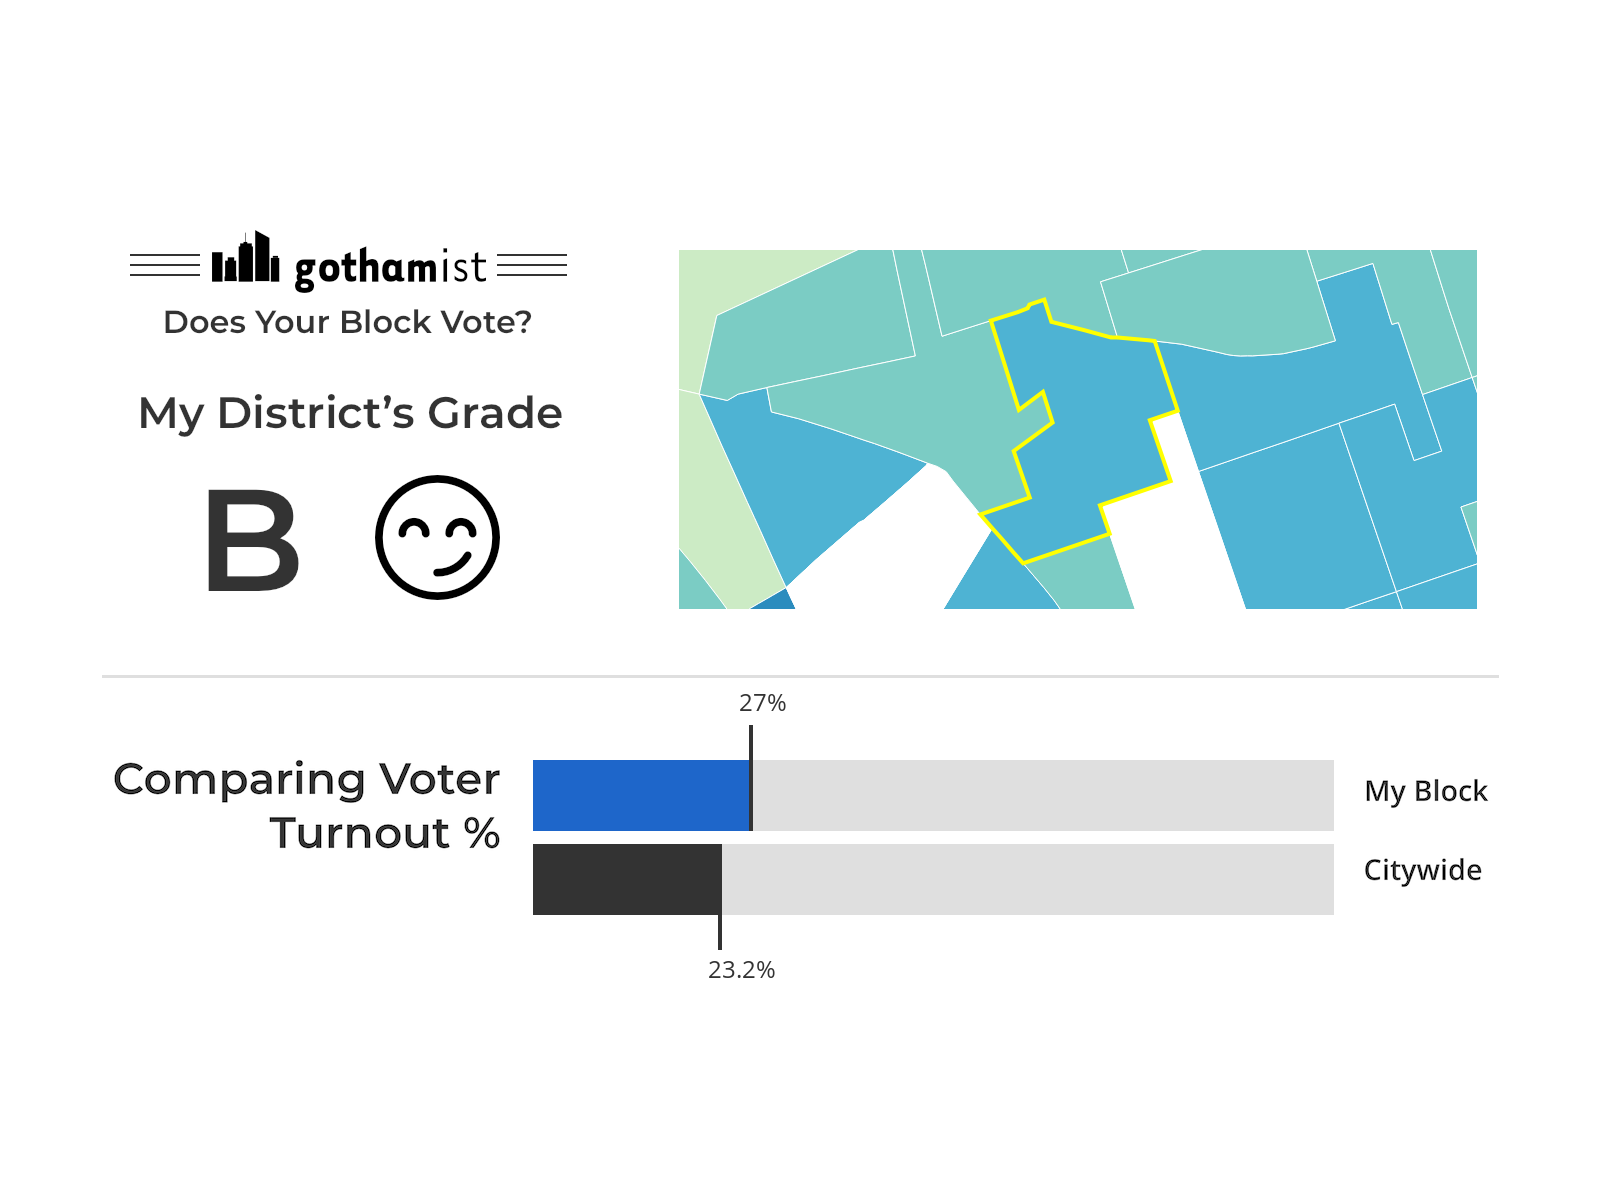 gothamist
Does Your Block Vote?
My District’s Grade
B
27%
Comparing Voter
Turnout %
My Block
Citywide
23.2%